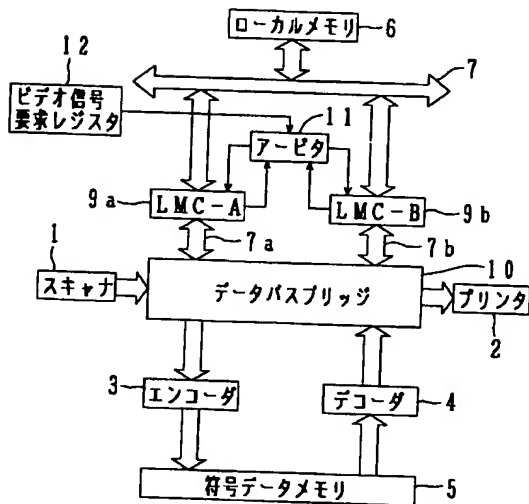 ローカルメモリ
6
12
7
ビデオ信号
要求レジスタ
11
アービタ
9a
LMC-A
LMC-B
9b
7a
7b
1
10
スキャナ
データパスブリッジ
プリンタ
2
3
エンコーダ
デコーダ
4
符号データメモリ
5